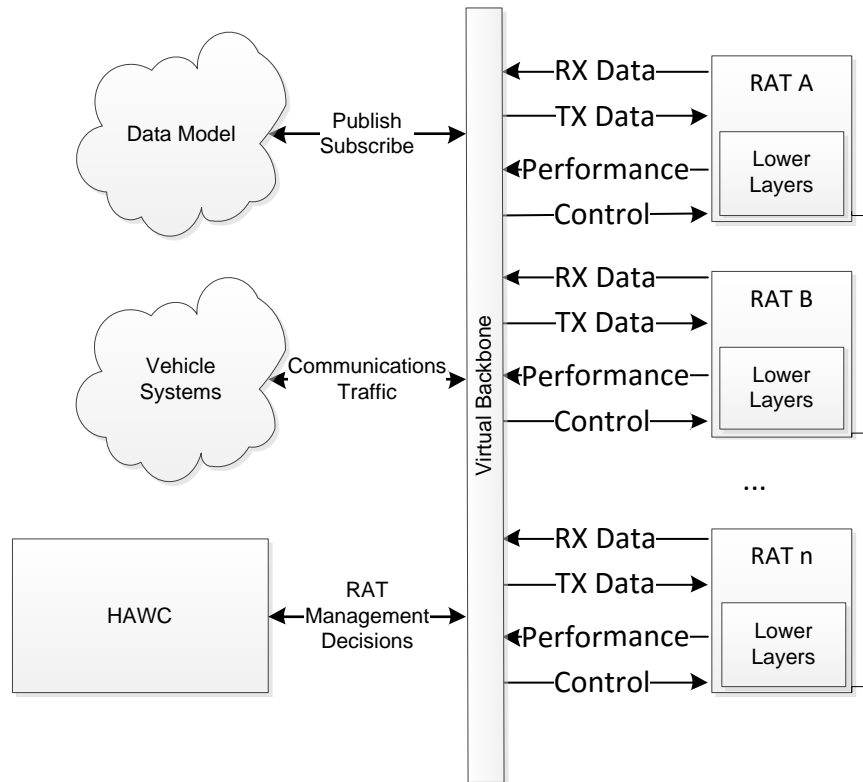 Data Model
Publish
Subscribe
Vehicle
Systems
Communications
Traffic
HAWC
RAT
Management
Decisions
Virtual Backbone
RX Data
TX Data
Performance
Control
RAT A
Lower
Layers
RX Data
TX Data
Performance
Control
RAT B
Lower
Layers
...
RX Data
TX Data
Performance
Control
RAT n
Lower
Layers